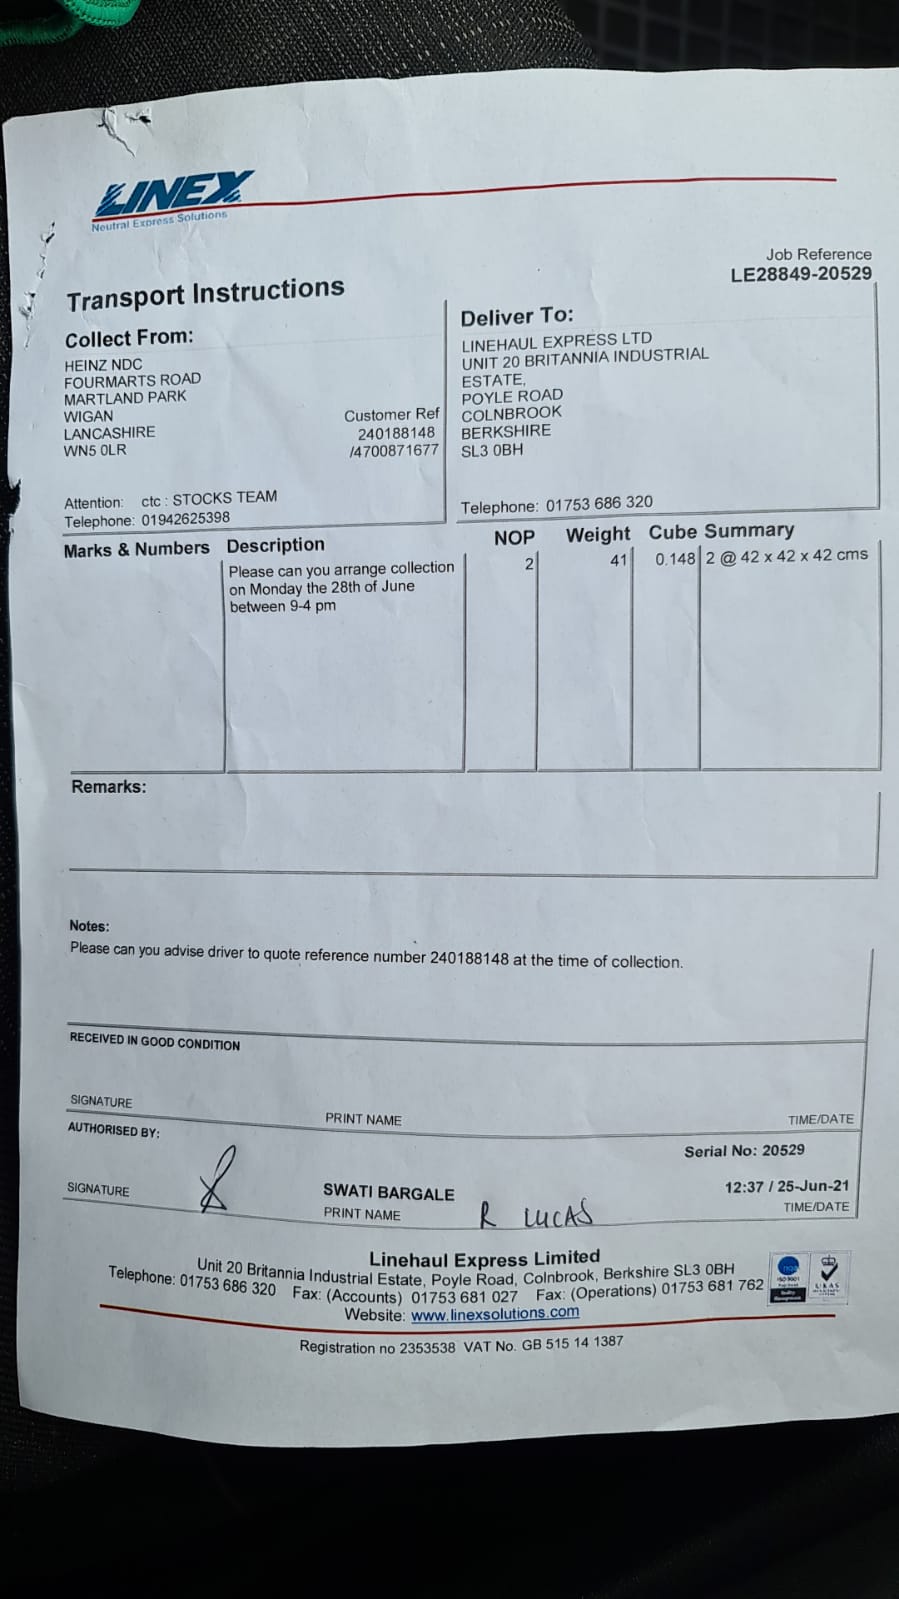 LINEX
Neutral Express Solutions
Job Reference
LE28849-20529
Transport Instructions
Collect From:
HEINZ NDC
FOURMARTS ROAD
MARTLAND PARK
WIGAN
LANCASHIRE
WN5 0LR
Customer Ref
240188148
/4700871677
Attention: ctc : STOCKS TEAM
Telephone: 01942625398
Deliver To:
LINEHAUL EXPRESS LTD
UNIT 20 BRITANNIA INDUSTRIAL
ESTATE,
POYLE ROAD
COLNBROOK
BERKSHIRE
SL3 0BH
Telephone: 01753 686 320
Marks & Numbers Description NOP Weight Cube Summary
Please can you arrange collection 2 41 0.148 2 @ 42 x 42 x 42 cms
on Monday the 28th of June
between 9-4 pm
Remarks:
Notes:
Please can you advise driver to quote reference number 240188148 at the time of collection.
RECEIVED IN GOOD CONDITION
SIGNATURE PRINT NAME TIME/DATE
AUTHORISED BY:
Serial No: 20529
SWATI BARGALE 12:37 / 25-Jun-21
SIGNATURE PRINT NAME R LUCAS TIME/DATE
Linehaul Express Limited
Unit 20 Britannia Industrial Estate, Poyle Road, Colnbrook, Berkshire SL3 0BH
Telephone: 01753 686 320 Fax: (Accounts) 01753 681 027 Fax: (Operations) 01753 681 762
Website: www.linexsolutions.com
Registration no 2353538 VAT No. GB 515 14 1387
ISO 9001
UKAS